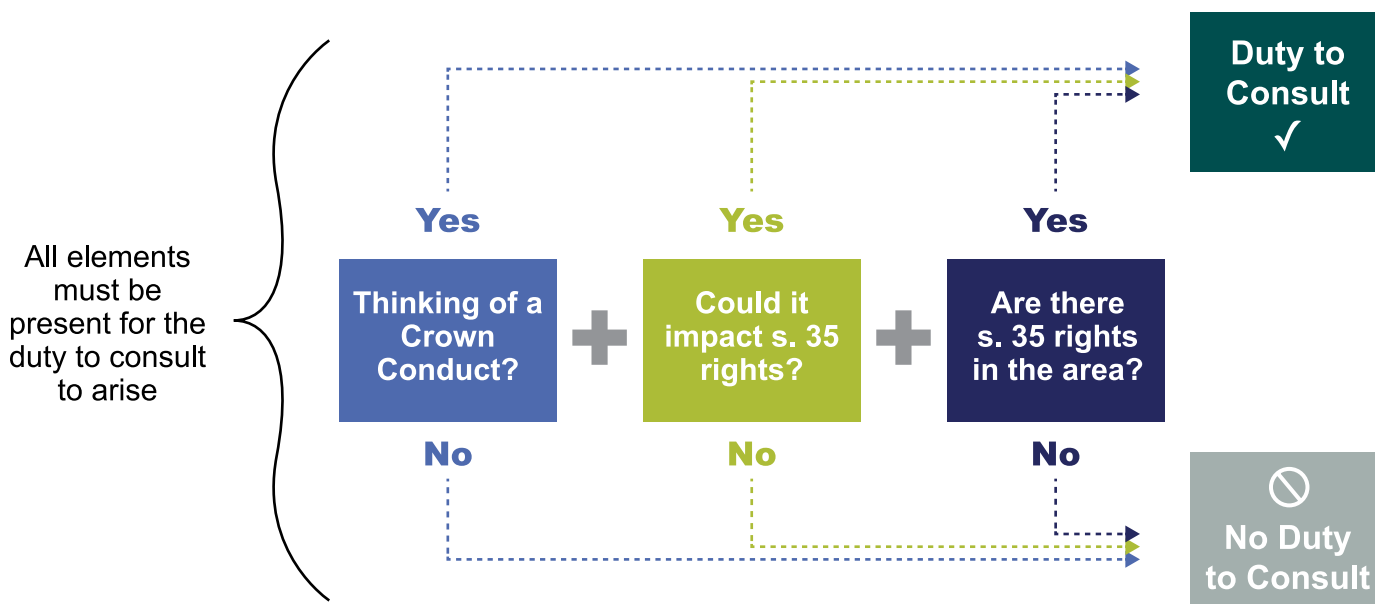 All elements
must be
present for the
duty to consult
to arise
Yes
Yes
Yes
Thinking of a
Crown
Conduct?
Could it
impact s. 35
rights?
Are there
s. 35 rights
in the area?
No
No
No
Duty to
Consult
No Duty
to Consult